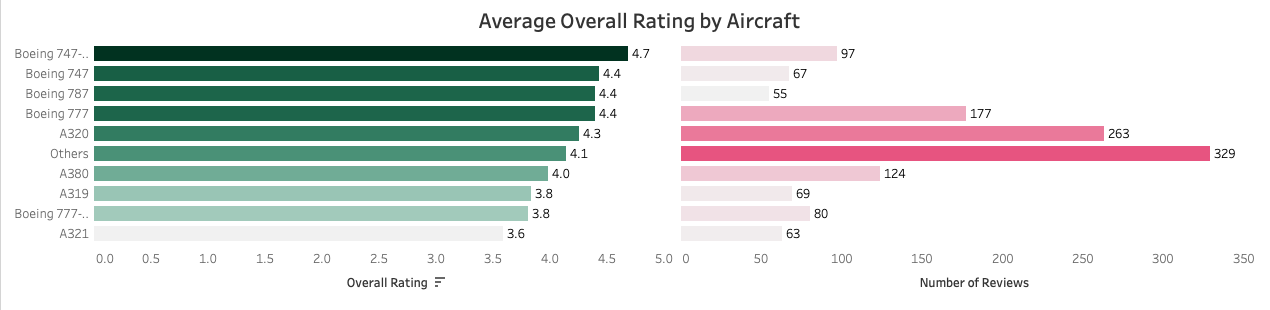 Average Overall Rating by Aircraft
Boeing 747-.. 4.7 97
Boeing 747 4.4 67
Boeing 787 4.4 55
Boeing 777 4.4 177
A320 4.3 263
Others 4.1 329
A380 4.0 124
A319 3.8 69
Boeing 777-.. 3.8 80
A321 3.6 63
0.0 0.5 1.0 1.5 2.0 2.5 3.0 3.5 4.0 4.5 5.0 0 50 100 150 200 250 300 350
Overall Rating Number of Reviews